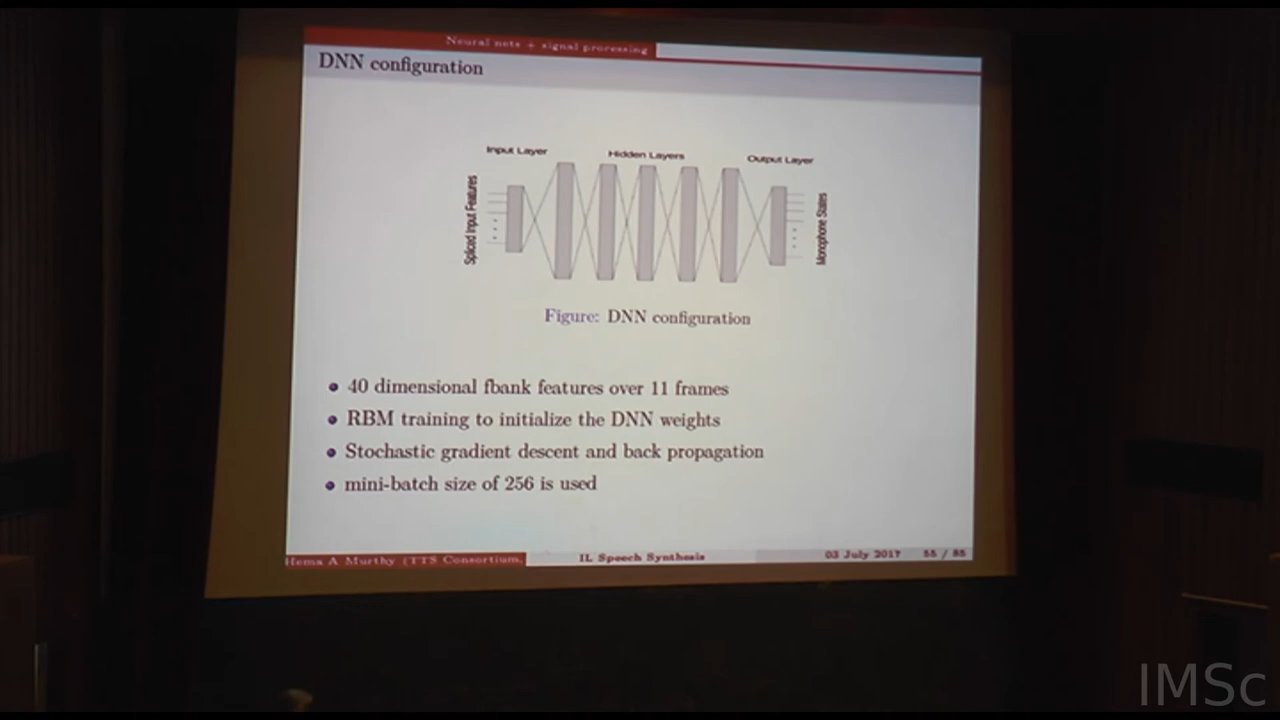 Neural nets + signal processing
DNN configuration
Input Layer
Hidden Layers
Output Layer
Spliced Input Features
Monophone States
Figure: DNN configuration
40 dimensional fbank features over 11 frames
RBM training to initialize the DNN weights
Stochastic gradient descent and back propagation
mini-batch size of 256 is used
Hema A Murthy (TTS Consortium,
IL Speech Synthesis
03 July 2017
IMSc